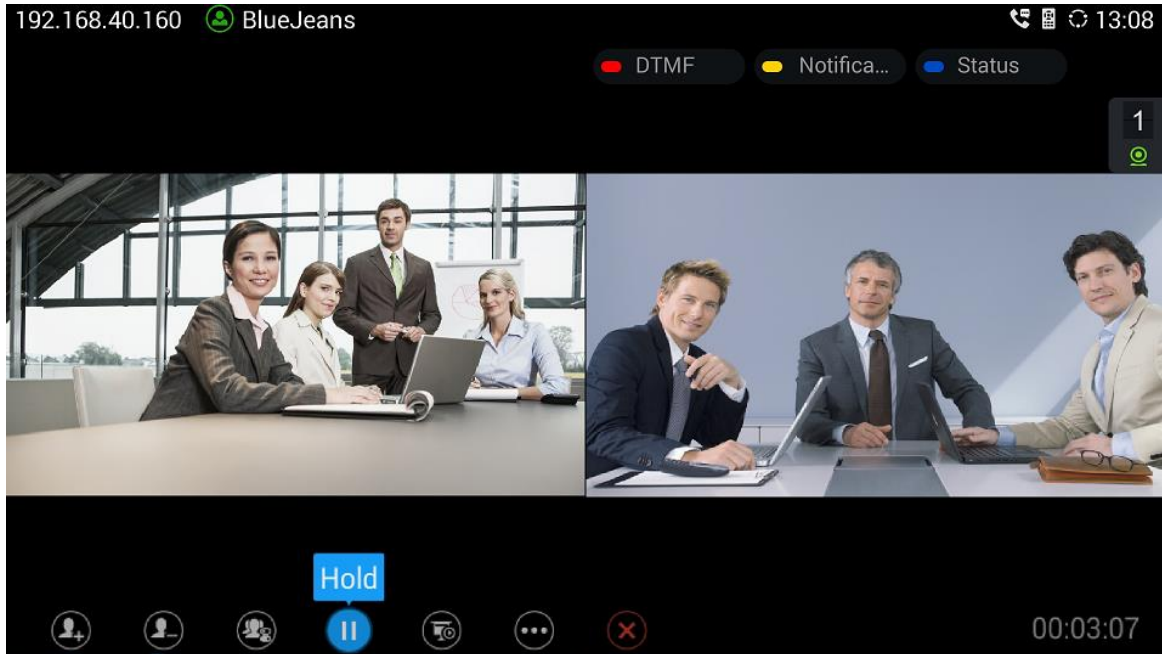 192.168.40.160 BlueJeans 13:08
DTMF Notifica... Status
1
Hold
00:03:07